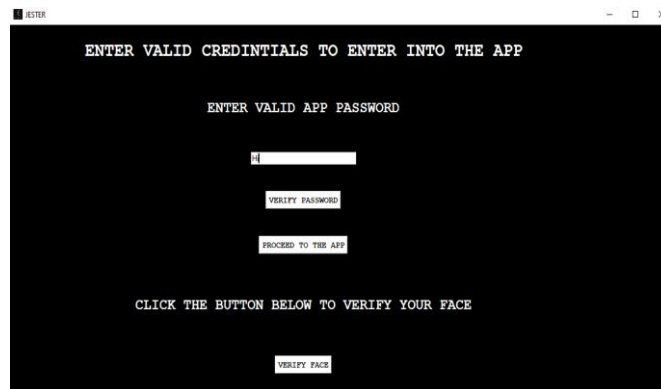 JESTER
ENTER VALID CREDINTIALS TO ENTER INTO THE APP
ENTER VALID APP PASSWORD
Hi
VERIFY PASSWORD
PROCEED TO THE APP
CLICK THE BUTTON BELOW TO VERIFY YOUR FACE
VERIFY FACE